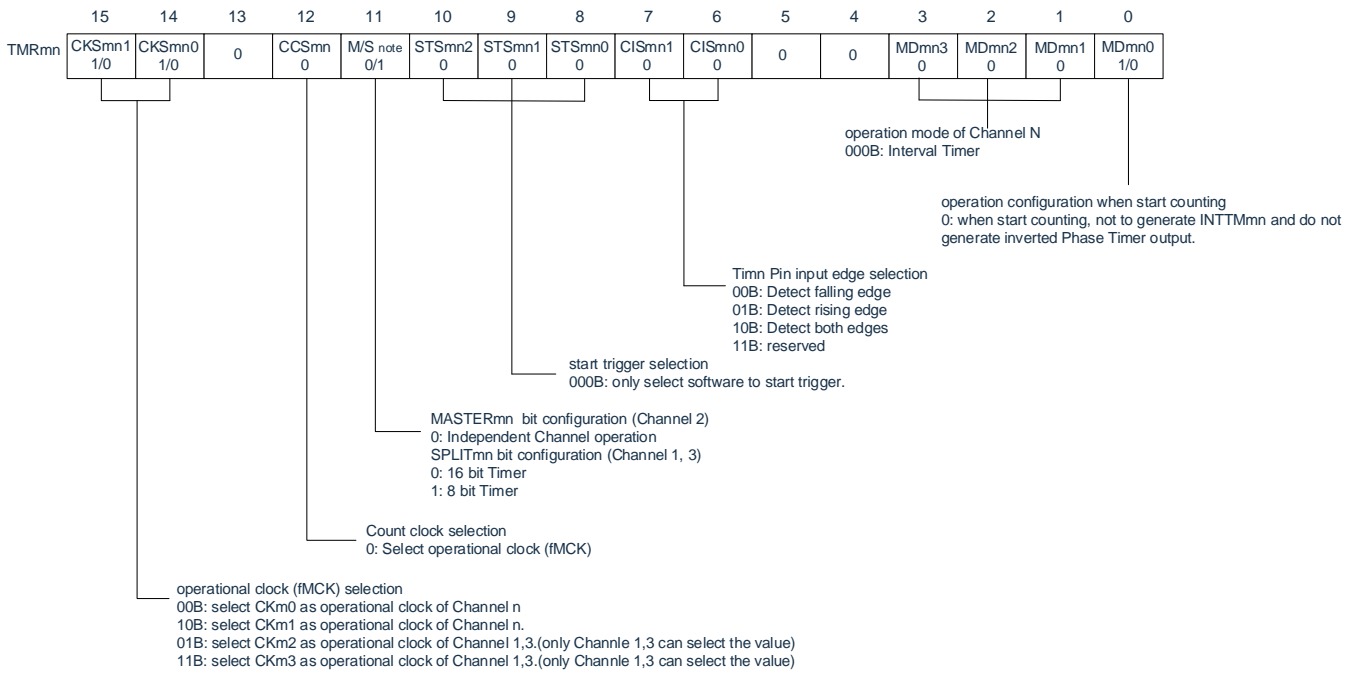 15 14 13 12 11 10 9 8 7 6 5 4 3 2 1 0
TMRmn CKSmn1 CKSmn0 0 CCSmn M/S note STSmn2 STSmn1 STSmn0 CISmn1 CISmn0 0 0 MDmn3 MDmn2 MDmn1 MDmn0
1/0 1/0 0 0/1 0 0 0 0 0 0 0 0 1/0
operation mode of Channel N
000B: Interval Timer
operation configuration when start counting
0: when start counting, not to generate INTTMmn and do not
generate inverted Phase Timer output.
Timn Pin input edge selection
00B: Detect falling edge
01B: Detect rising edge
10B: Detect both edges
11B: reserved
start trigger selection
000B: only select software to start trigger.
MASTERmn bit configuration (Channel 2)
0: Independent Channel operation
SPLITmn bit configuration (Channel 1, 3)
0: 16 bit Timer
1: 8 bit Timer
Count clock selection
0: Select operational clock (fMCK)
operational clock (fMCK) selection
00B: select CKm0 as operational clock of Channel n
10B: select CKm1 as operational clock of Channel n.
01B: select CKm2 as operational clock of Channel 1,3.(only Channle 1,3 can select the value)
11B: select CKm3 as operational clock of Channel 1,3.(only Channle 1,3 can select the value)